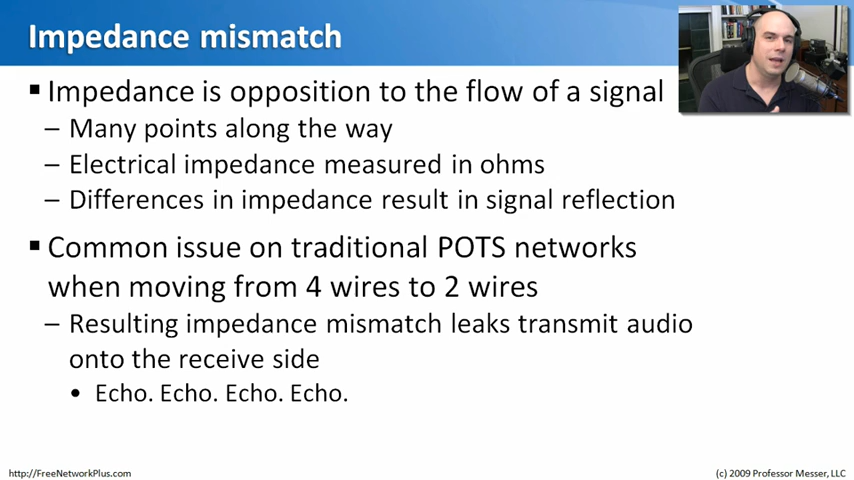 Impedance mismatch
▪ Impedance is opposition to the flow of a signal
– Many points along the way
– Electrical impedance measured in ohms
– Differences in impedance result in signal reflection
▪ Common issue on traditional POTS networks
when moving from 4 wires to 2 wires
– Resulting impedance mismatch leaks transmit audio
onto the receive side
• Echo. Echo. Echo. Echo.
http://FreeNetworkPlus.com
(c) 2009 Professor Messer, LLC